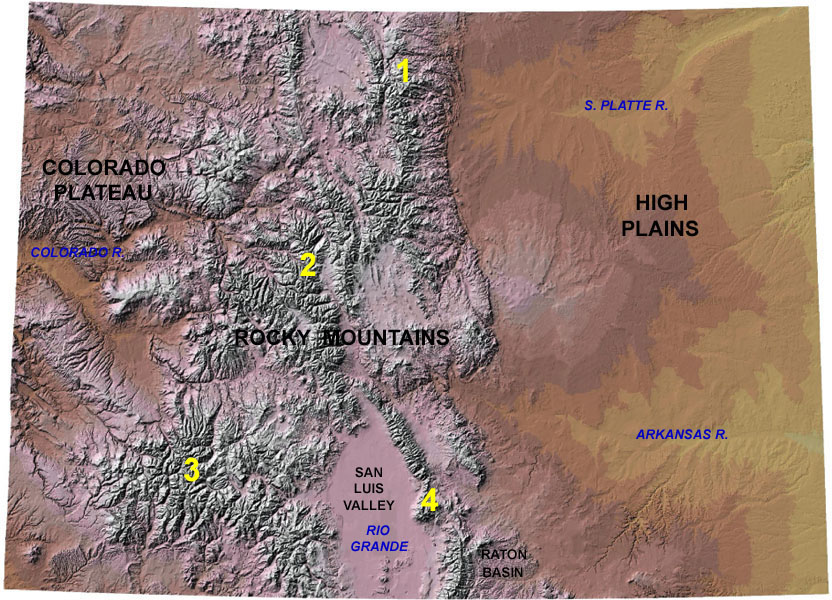 1
S. PLATTE R.
COLORADO
PLATEAU
HIGH
PLAINS
COLORADO R.
2
ROCKY MOUNTAINS
ARKANSAS R.
3
SAN
LUIS
VALLEY
4
RIO
GRANDE
RATON
BASIN